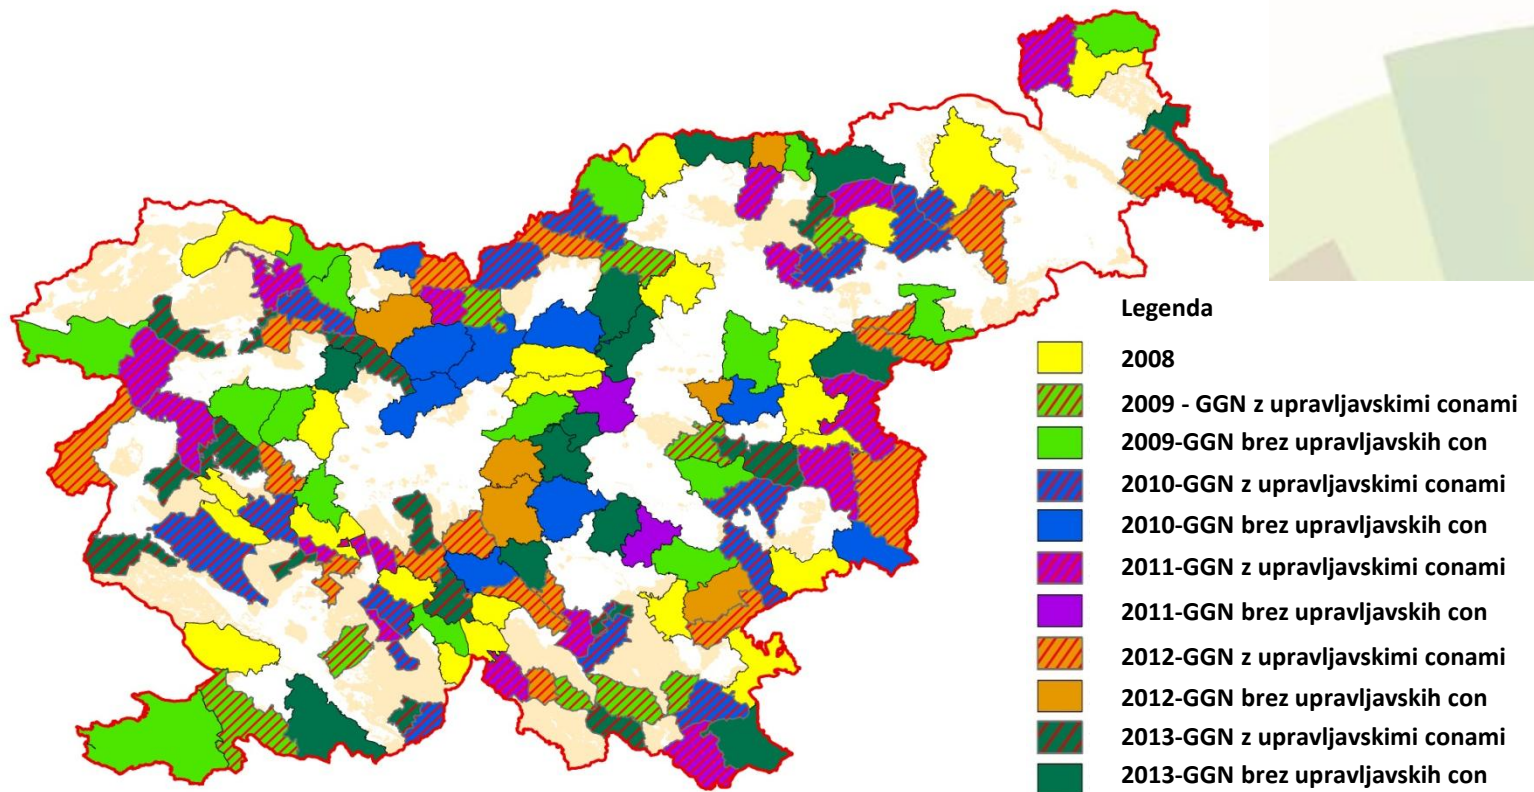 Legenda
2008
2009 - GGN z upravljavskimi conami
2009-GGN brez upravljavskih con
2010-GGN z upravljavskimi conami
2010-GGN brez upravljavskih con
2011-GGN z upravljavskimi conami
2011-GGN brez upravljavskih con
2012-GGN z upravljavskimi conami
2012-GGN brez upravljavskih con
2013-GGN z upravljavskimi conami
2013-GGN brez upravljavskih con